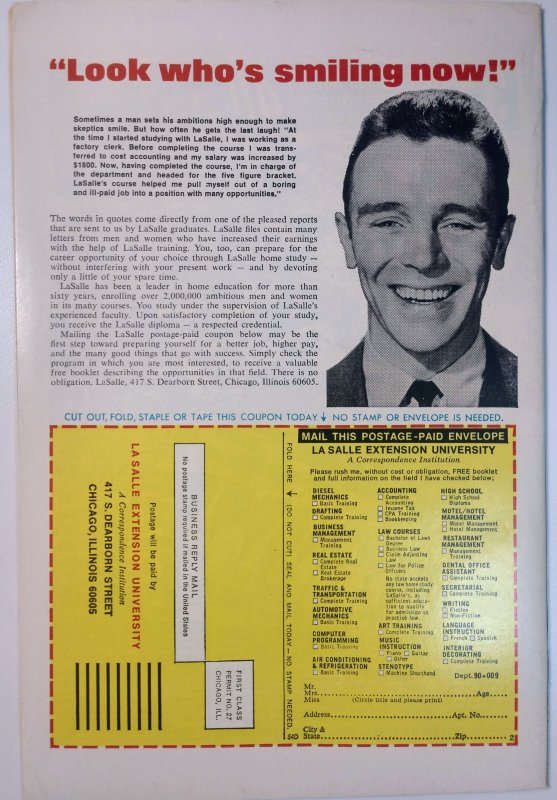 “Look who’s smiling now!”
Sometimes a man sets his ambitions high enough to make
skeptics smile. But how often he gets the last laugh! “At
the time I started studying with LaSalle, I was working as a
factory clerk. Before completing the course I was trans-
ferred to cost accounting and my salary was increased by
$1800. Now, having completed the course, I’m in charge of
the department and headed for the five figure bracket.
LaSalle’s course helped me pull myself out of a boring
and ill-paid job into a position with many opportunities.”
The words in quotes come directly from one of the pleased reports
that are sent to us by LaSalle graduates. LaSalle files contain many
letters from men and women who have increased their earnings
with the help of LaSalle training. You, too, can prepare for the
career opportunity of your choice through LaSalle home study —
without interfering with your present work — and by devoting
only a little of your spare time.
LaSalle has been a leader in home education for more than
sixty years, enrolling over 2,000,000 ambitious men and women
in its many courses. You study under the supervision of LaSalle’s
experienced faculty. Upon satisfactory completion of your study,
you receive the LaSalle diploma — a respected credential.
Mailing the LaSalle postage-paid coupon below may be the
first step toward preparing yourself for a better job, higher pay,
and the many good things that go with success. Simply check the
program in which you are most interested, to receive a valuable
free booklet describing the opportunities in that field. There is no
obligation. LaSalle, 417 S. Dearborn Street, Chicago, Illinois 60605.
CUT OUT, FOLD, STAPLE OR TAPE THIS COUPON TODAY ↓ NO STAMP OR ENVELOPE IS NEEDED.
FIRST CLASS
PERMIT NO. 27
CHICAGO, ILL.
BUSINESS REPLY MAIL
No postage stamp required if mailed in the United States
Postage will be paid by
LA SALLE EXTENSION UNIVERSITY
A Correspondence Institution
417 S. DEARBORN STREET
CHICAGO, ILLINOIS 60605
FOLD HERE → (DO NOT CUT) SEAL AND MAIL TODAY — NO STAMP NEEDED.
MAIL THIS POSTAGE-PAID ENVELOPE
LA SALLE EXTENSION UNIVERSITY
A Correspondence Institution
Please rush me, without cost or obligation, FREE booklet
and full information on the field I have checked below;
DIESEL
MECHANICS
☐ Basic Training
DRAFTING
☐ Complete Training
BUSINESS
MANAGEMENT
☐ Management
Training
REAL ESTATE
☐ Complete Real
Estate
☐ Real Estate
Brokerage
TRAFFIC &
TRANSPORTATION
☐ Complete Training
AUTOMOTIVE
MECHANICS
☐ Basic Training
COMPUTER
PROGRAMMING
☐ Basic Training
AIR CONDITIONING
& REFRIGERATION
☐ Basic Training
ACCOUNTING
☐ Complete
Accounting
☐ Income Tax
☐ CPA Training
☐ Bookkeeping
LAW COURSES
☐ Bachelor of Laws
Degree
☐ Business Law
☐ Claim Adjusting
Law
☐ Law for Police
Officers
No state accepts
any law home study
course, including
LaSalle’s, as
sufficient educa-
tion to qualify
for admission to
practice law.
ART TRAINING
☐ Complete Training
MUSIC
INSTRUCTION
☐ Piano ☐ Guitar
☐ Other
STENOTYPE
☐ Machine Shorthand
HIGH SCHOOL
☐ High School
Diploma
MOTEL/HOTEL
MANAGEMENT
☐ Motel Management
☐ Hotel Management
RESTAURANT
MANAGEMENT
☐ Management
Training
DENTAL OFFICE
ASSISTANT
☐ Complete Training
SECRETARIAL
☐ Complete Training
WRITING
☐ Fiction
☐ Non-Fiction
LANGUAGE
INSTRUCTION
☐ French ☐ Spanish
INTERIOR
DECORATING
☐ Complete Training
Dept. 90-009
Mr.
Mrs. Age
Miss (Circle title and please print)
Address Apt. No.
City &
State Zip 2